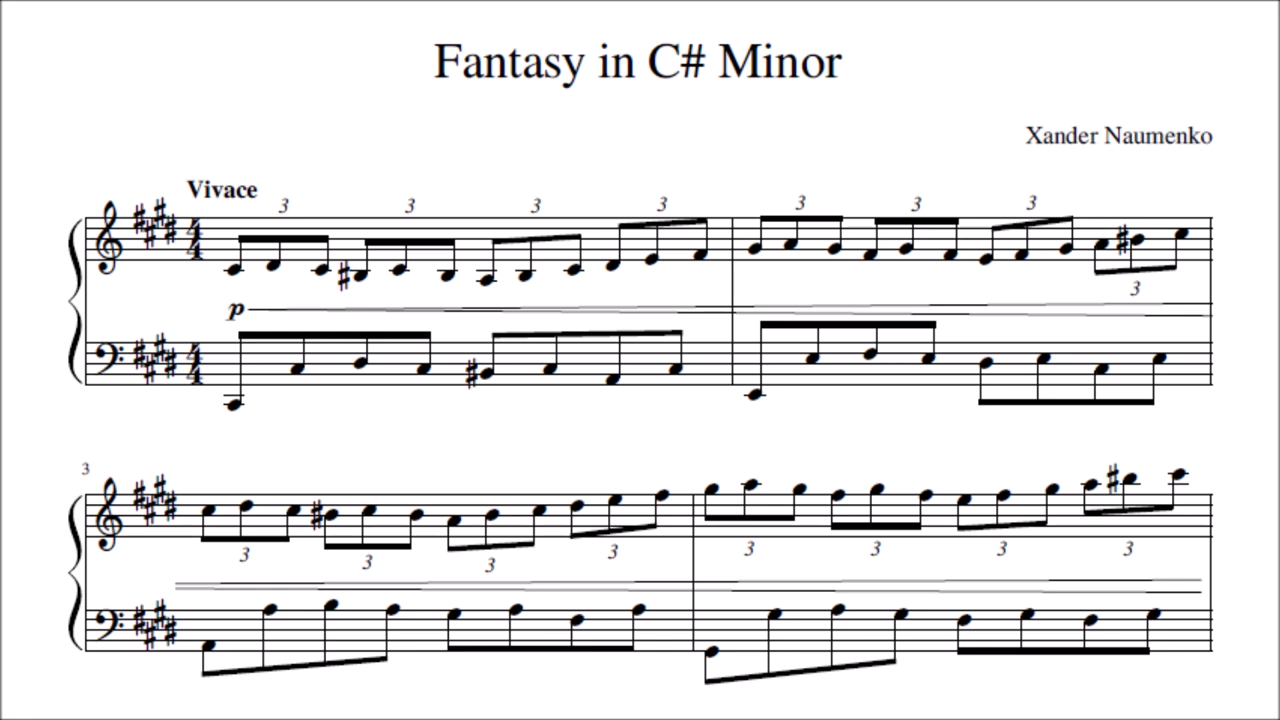 Fantasy in C# Minor
Xander Naumenko
Vivace
3 3 3 3 3 3 3
3
p
3
3 3 3 3 3 3 3 3